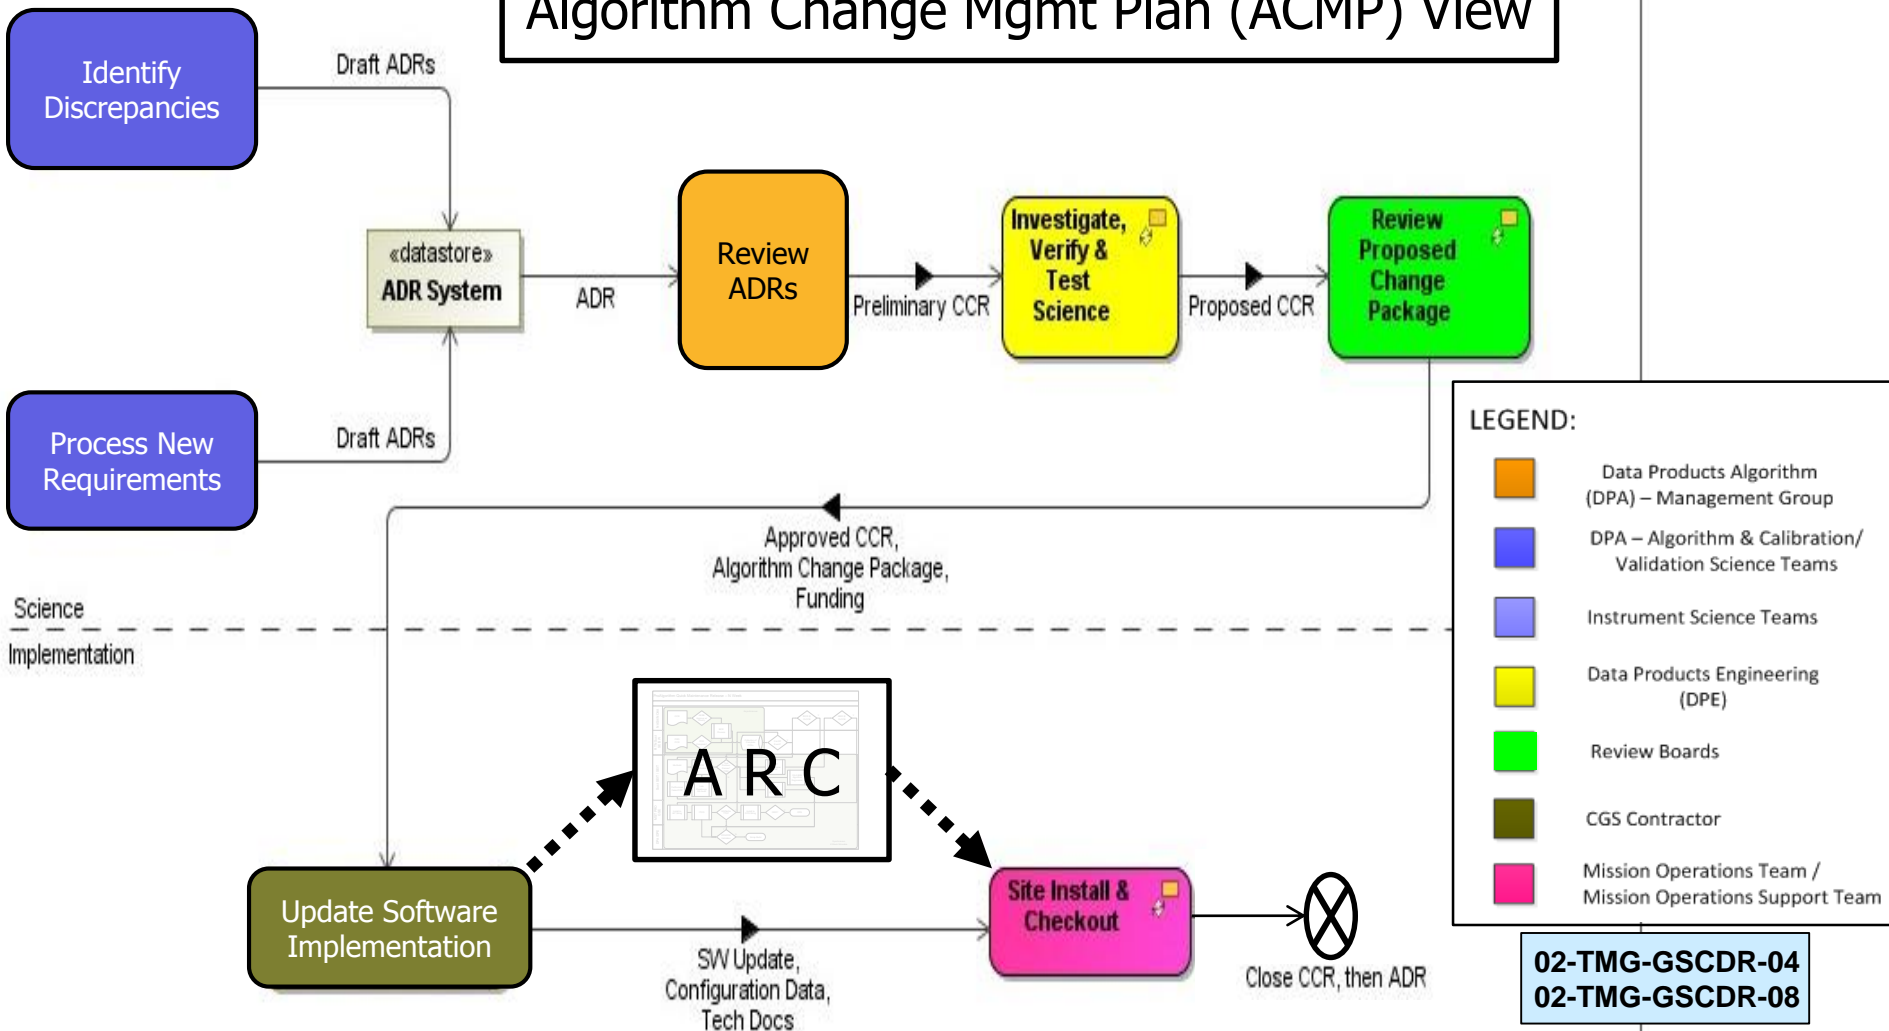 Algorithm Change Mgmt Plan (ACMP) View
Identify
Discrepancies
Draft ADRs
«datastore»
ADR System
ADR
Review
ADRs
Preliminary CCR
Investigate,
Verify &
Test
Science
Proposed CCR
Review
Proposed
Change
Package
Process New
Requirements
Draft ADRs
Approved CCR,
Algorithm Change Package,
Funding
Science
Implementation
A R C
Update Software
Implementation
SW Update,
Configuration Data,
Tech Docs
Site Install &
Checkout
Close CCR, then ADR
LEGEND:
Data Products Algorithm
(DPA) – Management Group
DPA – Algorithm & Calibration/
Validation Science Teams
Instrument Science Teams
Data Products Engineering
(DPE)
Review Boards
CGS Contractor
Mission Operations Team /
Mission Operations Support Team
02-TMG-GSCDR-04
02-TMG-GSCDR-08